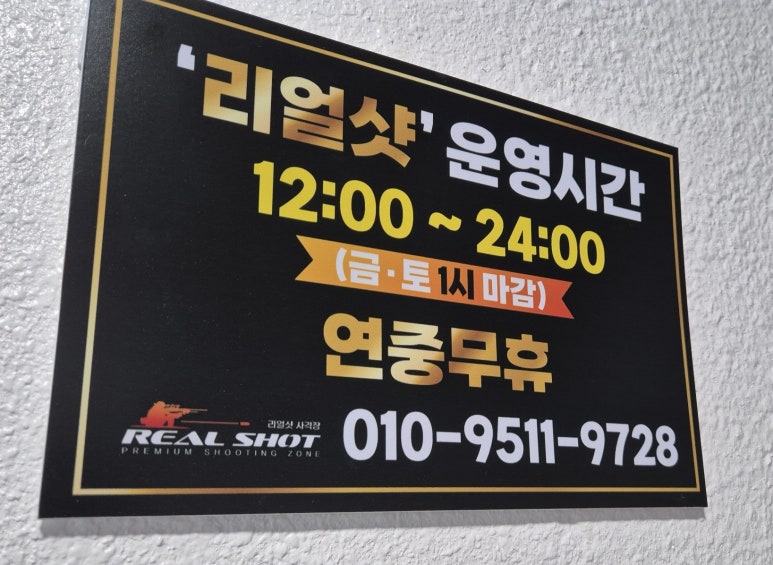 ‘리얼샷’ 운영시간
12:00 ~ 24:00
(금·토 1시 마감)
연중무휴
리얼샷 사격장
REAL SHOT
PREMIUM SHOOTING ZONE
010-9511-9728